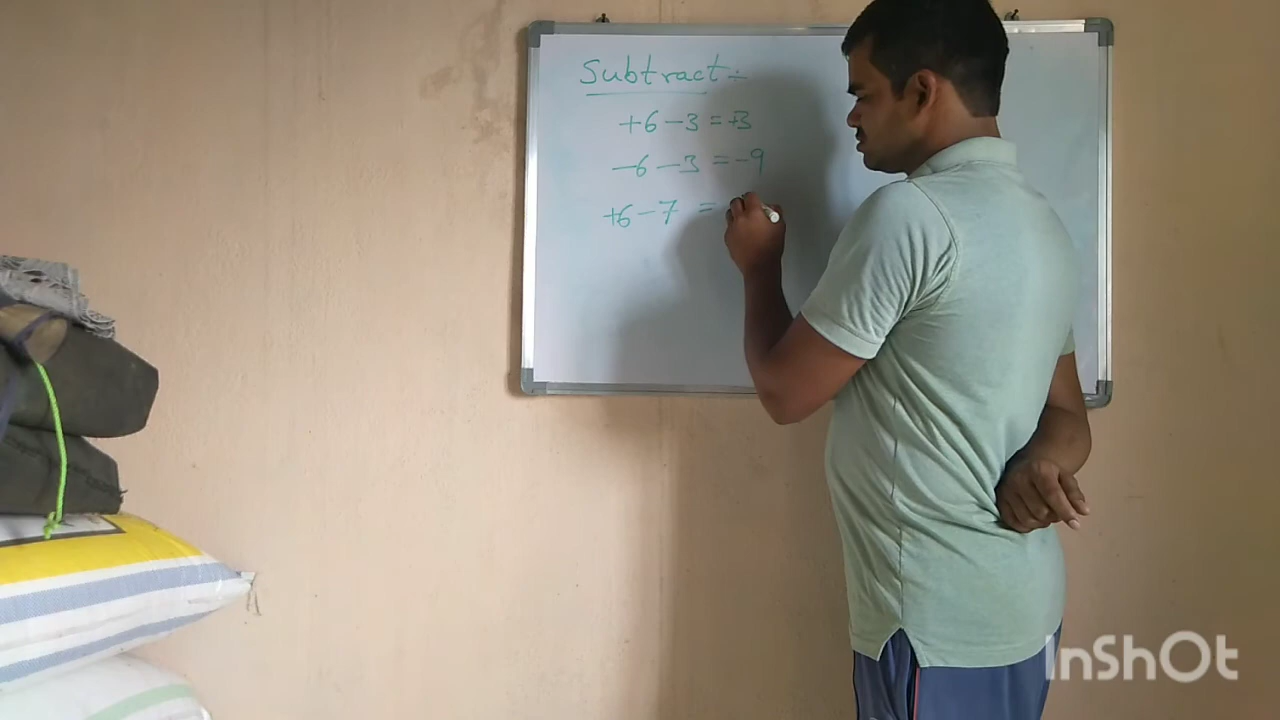 Subtract :-
+6 - 3 = +3
-6 - 3 = -9
+6 - 7 =
InShOt